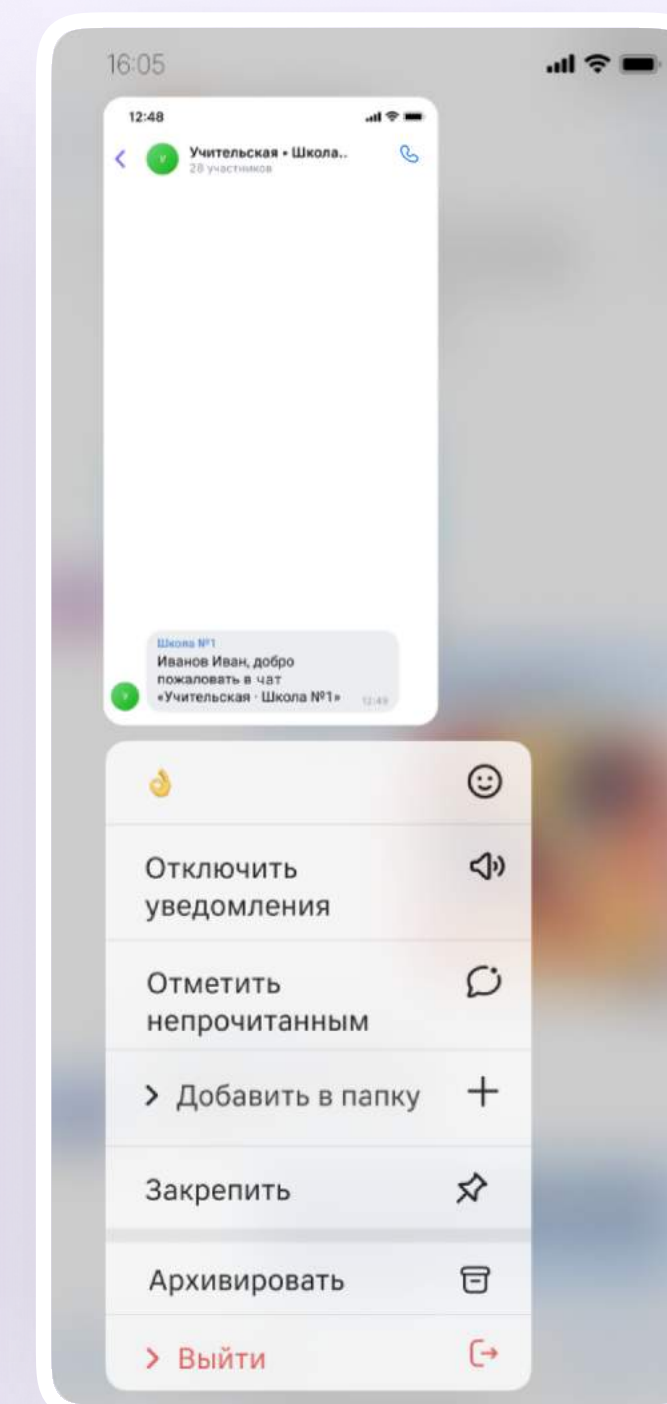 16:05
12:48
У
Учительская • Школа..
28 участников
Школа №1
Иванов Иван, добро
пожаловать в чат
«Учительская · Школа №1»
12:49
У
👌
Отключить
уведомления
Отметить
непрочитанным
> Добавить в папку
Закрепить
Архивировать
> Выйти